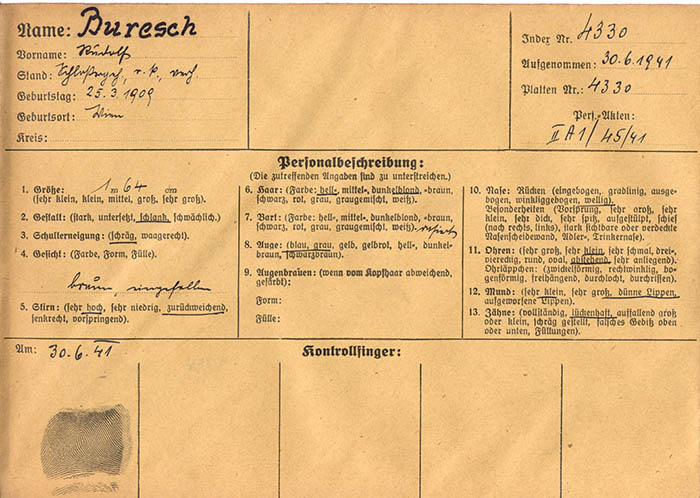 Name: Buresch
Vorname: Rudolf
Stand: Schloßergeh., r. k., verh.
Geburtstag: 25.3.1909
Geburtsort: Wien
Kreis:
Index Nr. 4330
Aufgenommen: 30.6.1941
Platten Nr.: 4330
Pers.-Akten:
II A1/45/41
Personalbeschreibung:
(Die zutreffenden Angaben sind zu unterstreichen.)
1. Größe: 1 m 64 cm
(sehr klein, klein, mittel, groß, sehr groß).
2. Gestalt: (stark, untersetzt, schlank, schwächlich).
3. Schulterneigung: (schräg, waagerecht).
4. Gesicht: (Farbe, Form, Fülle).
braun, eingefallen
5. Stirn: (sehr hoch, sehr niedrig, zurückweichend,
senkrecht, vorspringend).
6. Haar: (Farbe: hell-, mittel-, dunkelblond, -braun,
schwarz, rot, grau, graugemischt, weiß).
7. Bart: (Farbe: hell-, mittel-, dunkelblond, -braun,
schwarz, rot, grau, graugemischt, weiß). rasiert
8. Auge: (blau, grau, gelb, gelbrot, hell-, dunkel-
braun, schwarzbraun).
9. Augenbrauen: (wenn vom Kopfhaar abweichend,
gefärbt):
Form:
Fülle:
10. Nase: Rücken (eingebogen, gradlinig, ausge-
bogen, winkliggebogen, wellig).
Besonderheiten (Vorsprung, sehr groß, sehr
klein, sehr dick, sehr spitz, aufgestülpt, schief
(nach rechts, links), stark sichtbare oder verdeckte
Nasenscheidewand, Adler-, Trinkernase).
11. Ohren: (sehr groß, sehr klein, sehr schmal, drei-,
viereckig, rund, oval, abstehend, sehr anliegend).
Ohrläppchen: (zwickelförmig, rechtwinklig, bo-
genförmig, freihängend, durchlocht, durchrissen).
12. Mund: (sehr klein, sehr groß, dünne Lippen,
aufgeworfene Lippen).
13. Zähne: (vollständig, lückenhaft, auffallend groß
oder klein, schräg gestellt, falsches Gebiß oben
oder unten, Füllungen).
Am: 30.6.41
Kontrollfinger: